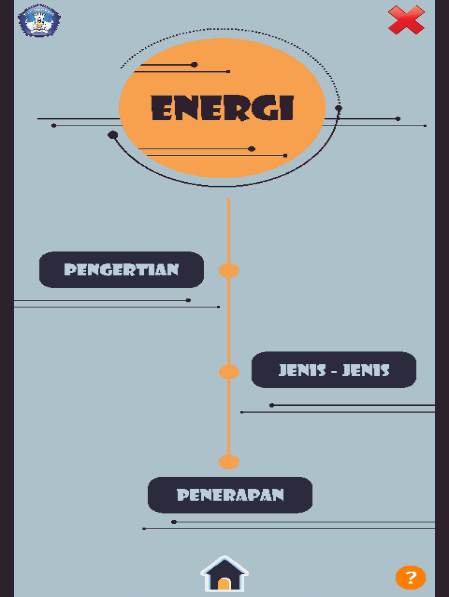 ENERGI
PENGERTIAN
JENIS - JENIS
PENERAPAN
?